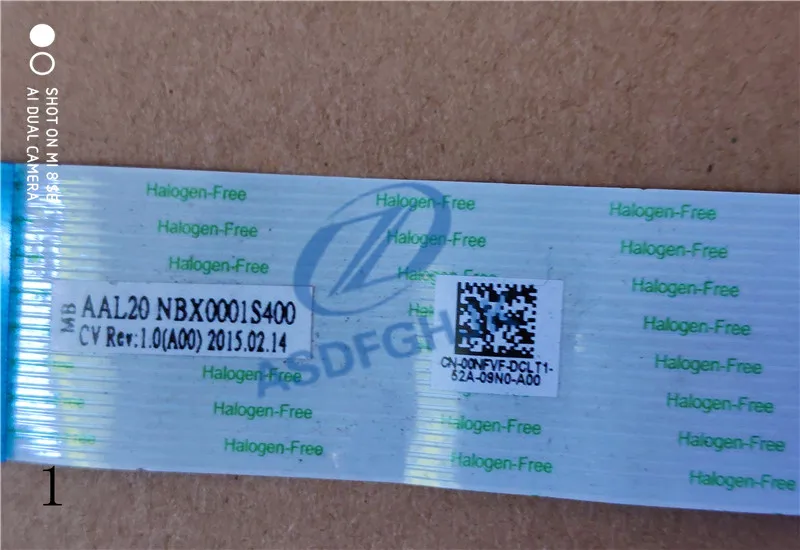 SHOT ON MI 8 SE
AI DUAL CAMERA
Halogen-Free
Halogen-Free
Halogen-Free
Halogen-Free
Halogen-Free
Halogen-Free
Halogen-Free
Halogen-Free
Halogen-Free
MB
AAL20 NBX0001S400
CV Rev:1.0(A00) 2015.02.14
Halogen-Free
ASDFGH
CN-00NFVF-DCLT1-
52A-09N0-A00
Halogen-Free
Halogen-Free
Halogen-Free
Halogen-Free
Halogen-Free
Halogen-Free
Halogen-Free
Halogen-Free
Halogen-Free
1